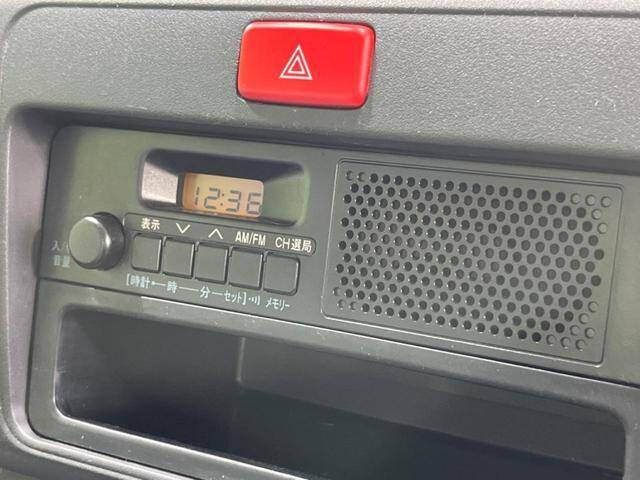 12:36
表示 ∨ ∧ AM/FM CH選局
入/
音量
[時計←時—分—セット] メモリー